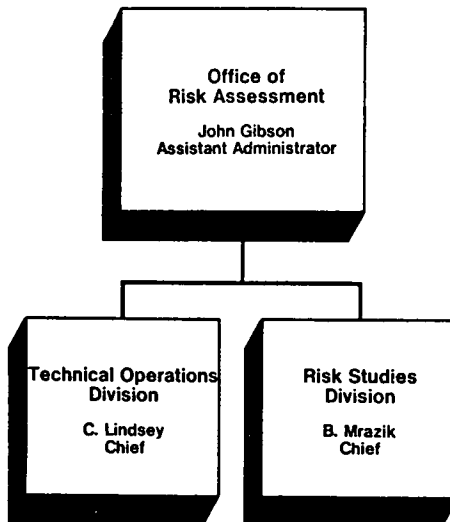 Office of
Risk Assessment
John Gibson
Assistant Administrator
Technical Operations
Division
C. Lindsey
Chief
Risk Studies
Division
B. Mrazik
Chief